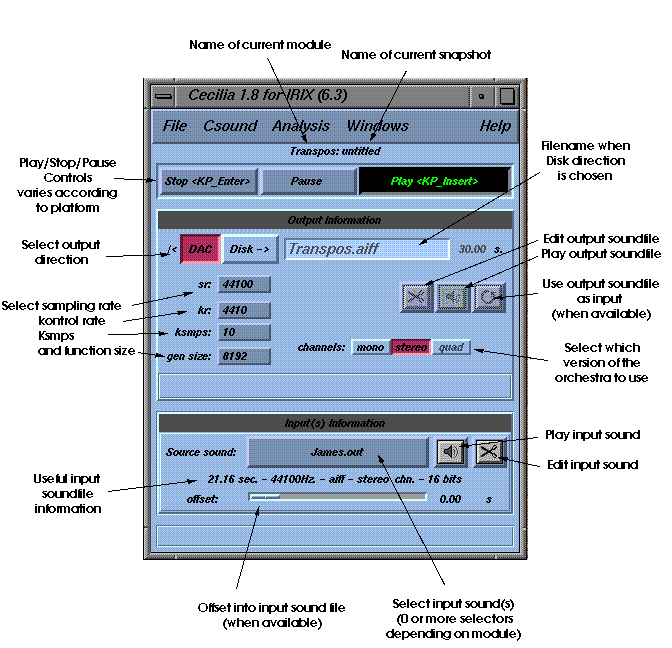 Name of current module
Name of current snapshot
Cecilia 1.8 for IRIX (6.3)
File Csound Analysis Windows Help
Transpos: untitled
Filename when
Disk direction
is chosen
Play/Stop/Pause
Controls
varies according
to platform
Stop <KP_Enter> Pause Play <KP_Insert>
Output Information
Select output
direction
/< DAC Disk -> Transpos.aiff 30.00 s.
Edit output soundfile
Play output soundfile
Use output soundfile
as input
(when available)
Select sampling rate
kontrol rate
Ksmps
and function size
sr: 44100
kr: 4410
ksmps: 10
gen size: 8192
channels: mono stereo quad
Select which
version of the
orchestra to use
Input(s) Information
Source sound: James.out
Play input sound
Edit input sound
Useful input
soundfile
information
21.16 sec. - 44100Hz. - aiff - stereo chn. - 16 bits
offset: 0.00 s
Offset into input sound file
(when available)
Select input sound(s)
(0 or more selectors
depending on module)